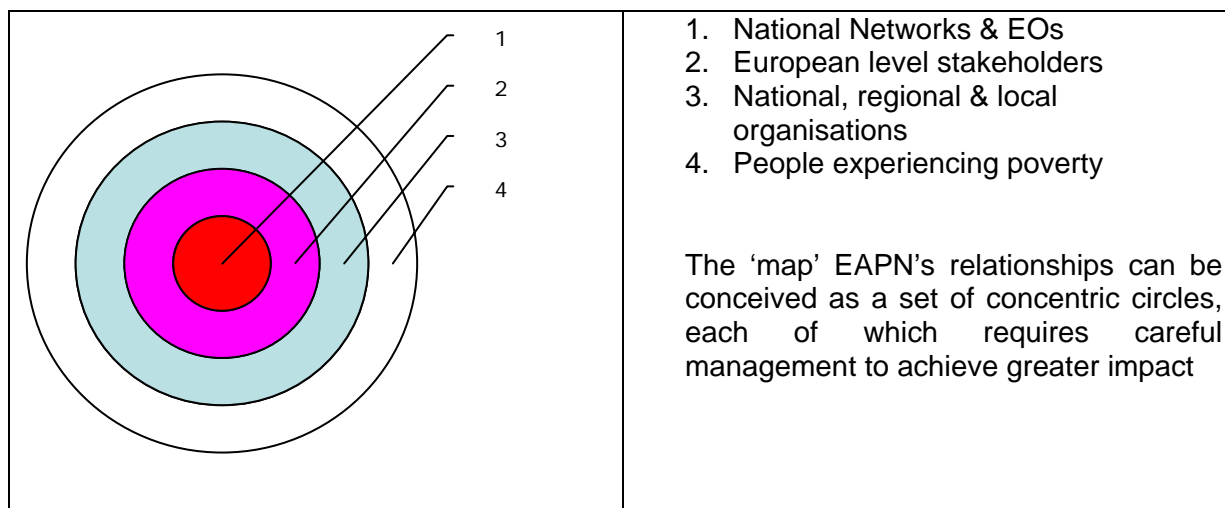 1
2
3
4
1. National Networks & EOs
2. European level stakeholders
3. National, regional & local
organisations
4. People experiencing poverty
The ‘map’ EAPN’s relationships can be
conceived as a set of concentric circles,
each of which requires careful
management to achieve greater impact